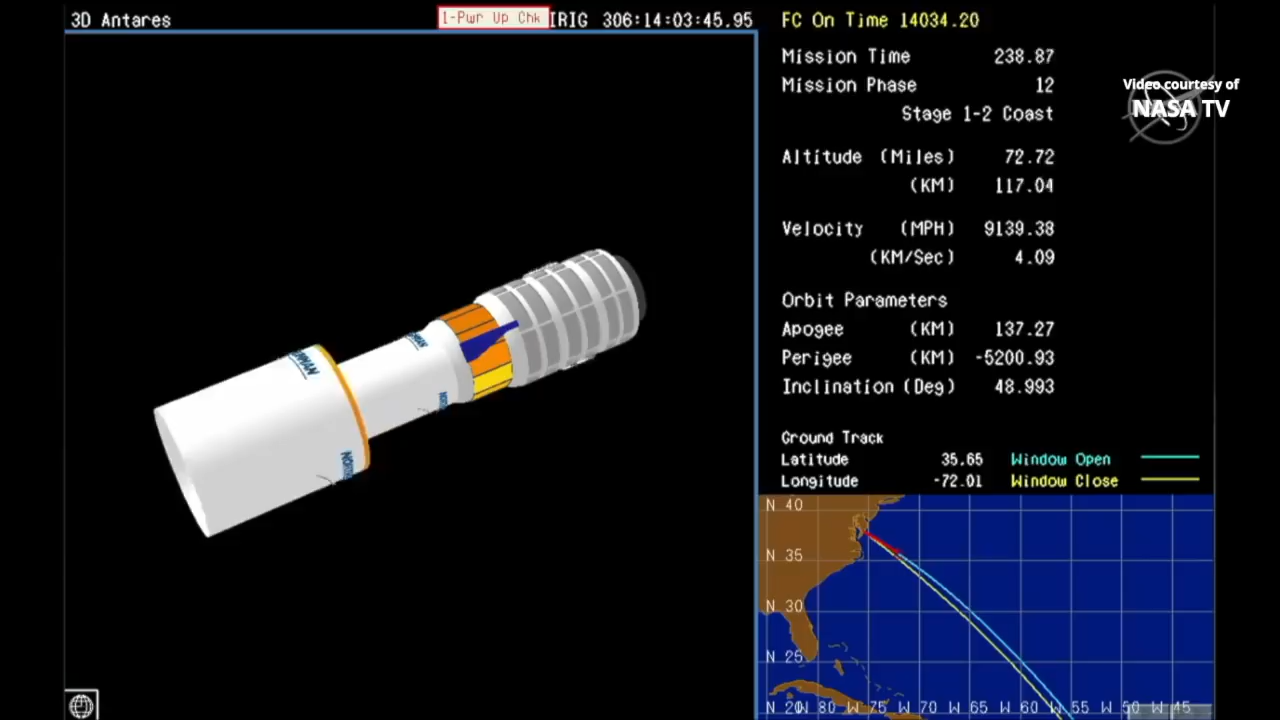 3D Antares
1-Pwr Up Chk
IRIG 306:14:03:45.95
FC On Time 14034.20
Mission Time 238.87
Mission Phase 12
Stage 1-2 Coast
Altitude (Miles) 72.72
(KM) 117.04
Velocity (MPH) 9139.38
(KM/Sec) 4.09
Orbit Parameters
Apogee (KM) 137.27
Perigee (KM) -5200.93
Inclination (Deg) 48.993
Ground Track
Latitude 35.65 Window Open
Longitude -72.01 Window Close
Video courtesy of
NASA TV
N 40
N 35
N 30
N 25
N 20 W 80 W 75 W 70 W 65 W 60 W 55 W 50 W 45